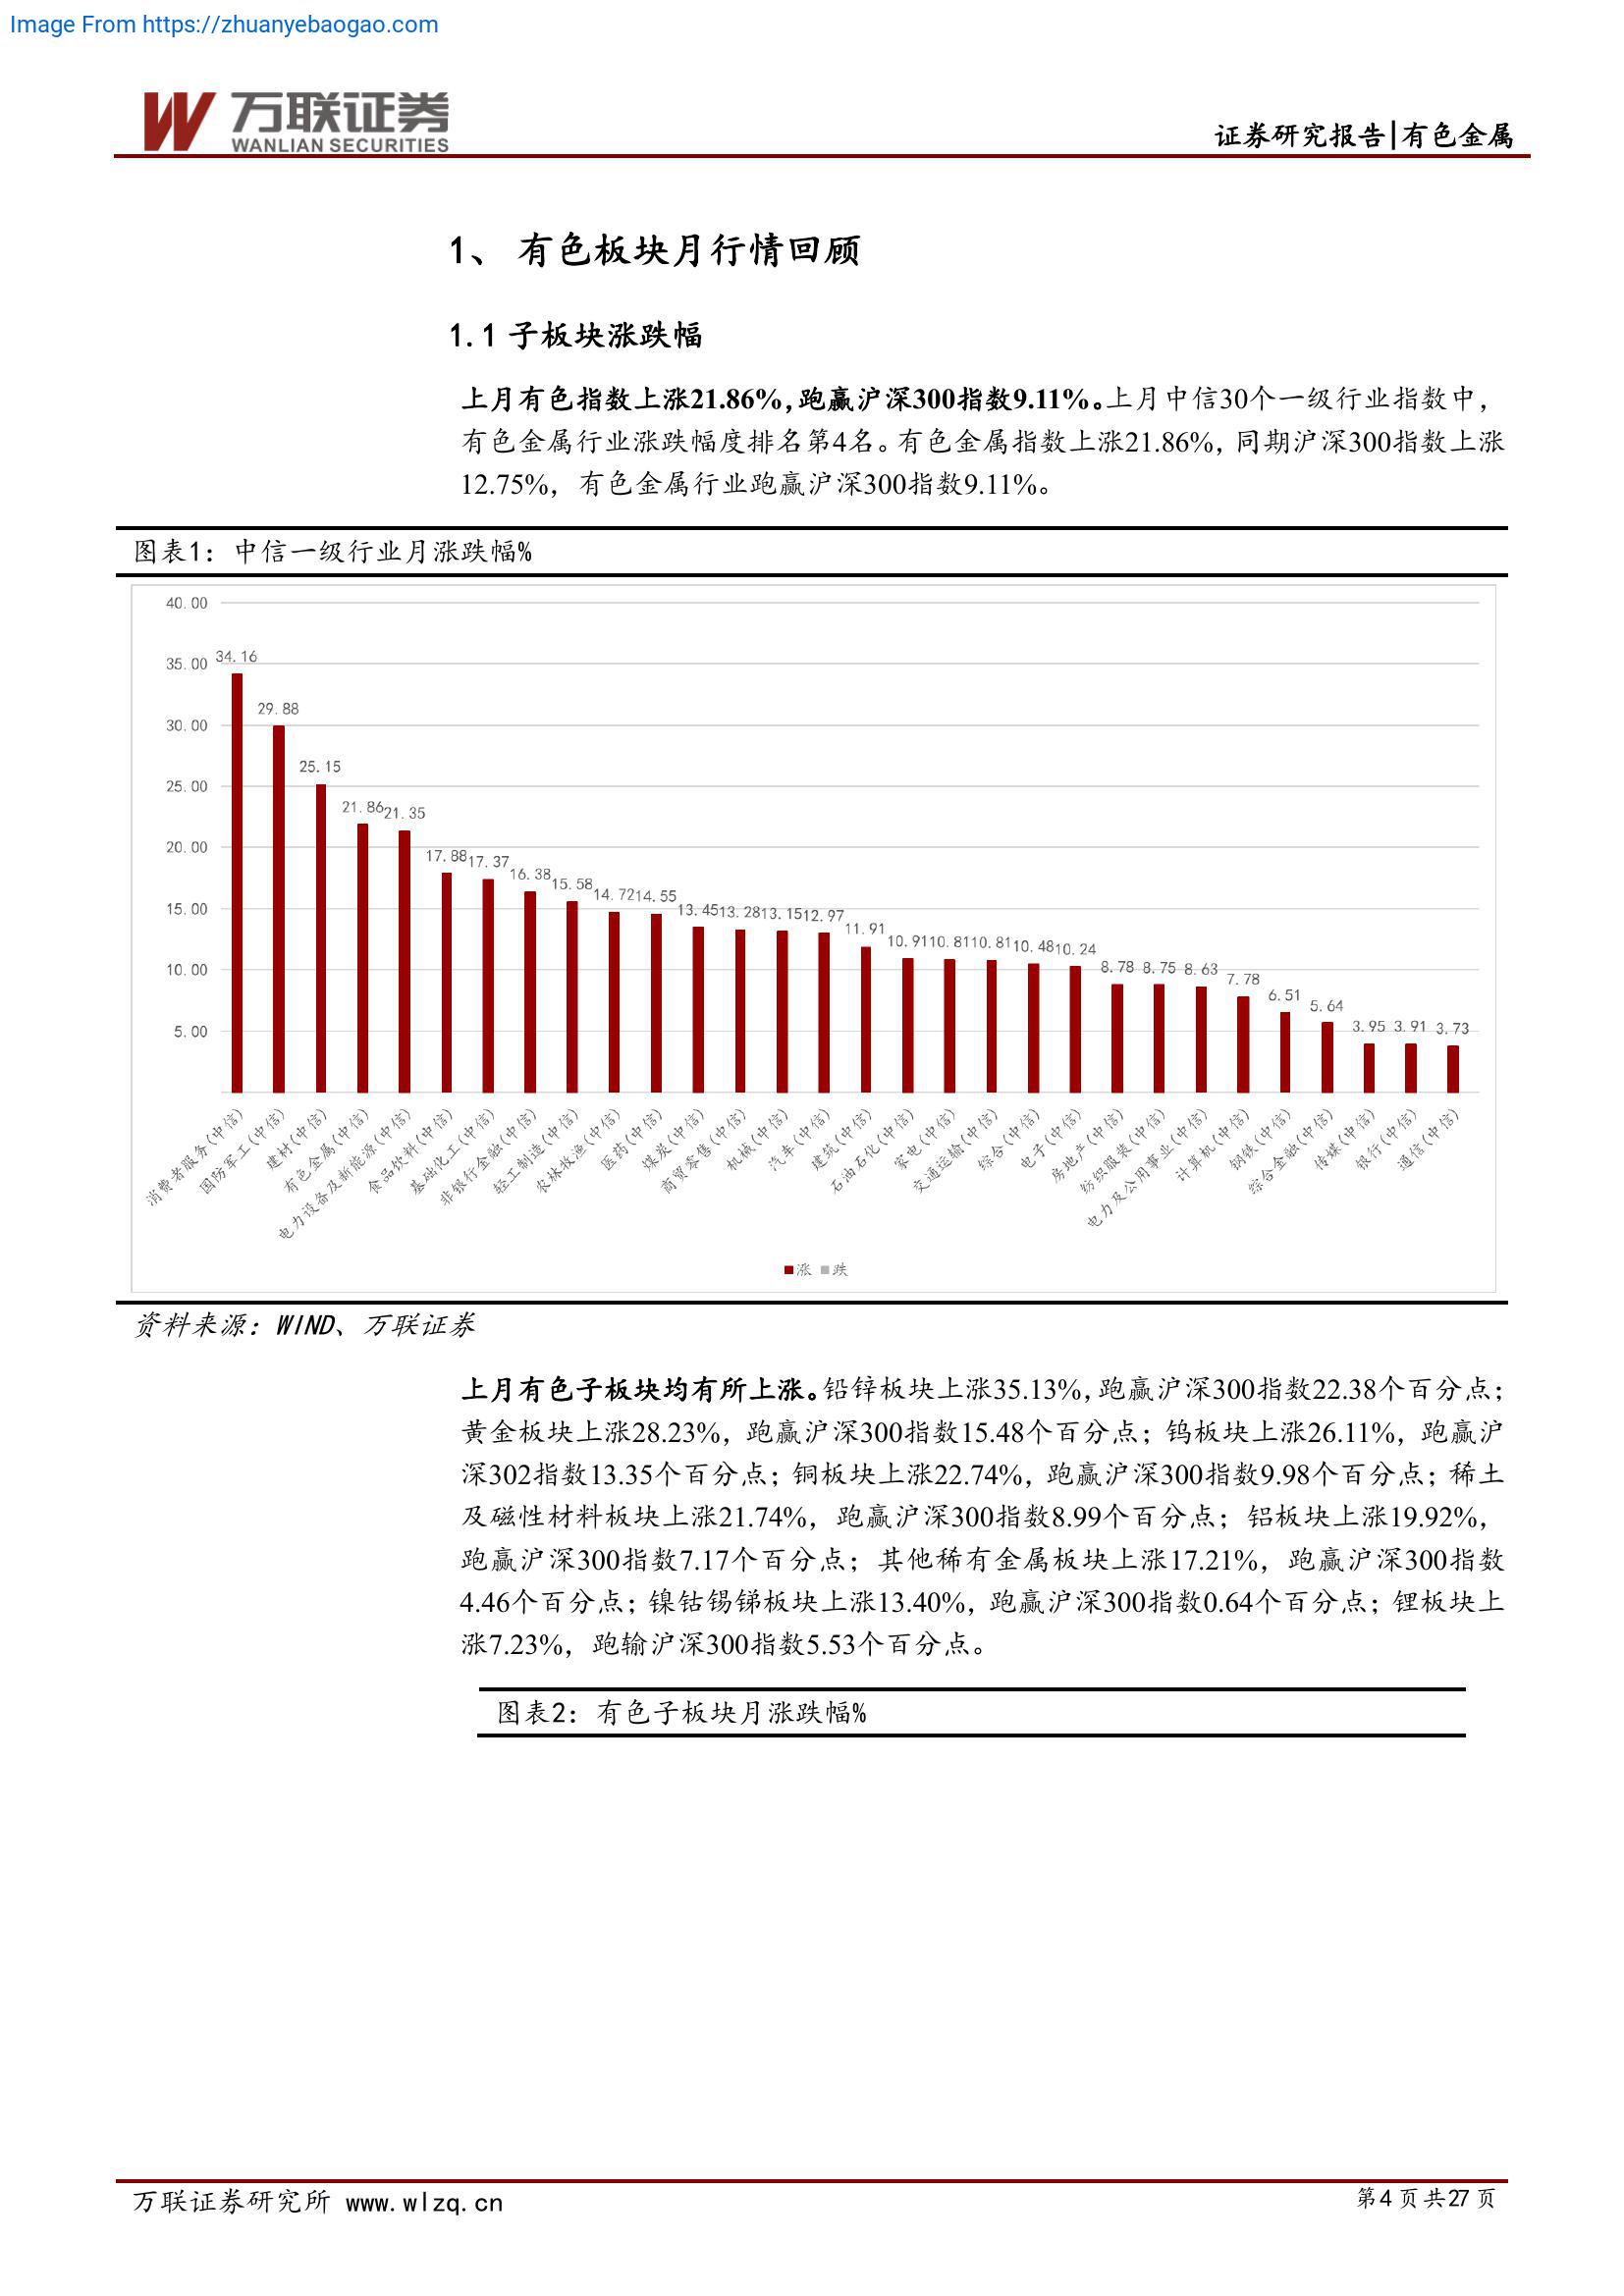 Image From https://zhuanyebaogao.com
万联证券
WANLIAN SECURITIES
证券研究报告|有色金属
1、 有色板块月行情回顾
1.1 子板块涨跌幅
上月有色指数上涨21.86%，跑赢沪深300指数9.11%。上月中信30个一级行业指数中，
有色金属行业涨跌幅度排名第4名。有色金属指数上涨21.86%，同期沪深300指数上涨
12.75%，有色金属行业跑赢沪深300指数9.11%。
图表1：中信一级行业月涨跌幅%
40.00
35.00
30.00
25.00
20.00
15.00
10.00
5.00
34.16
29.88
25.15
21.86
21.35
17.88
17.37
16.38
15.58
14.72
14.55
13.45
13.28
13.15
12.97
11.91
10.91
10.81
10.81
10.48
10.24
8.78
8.75
8.63
7.78
6.51
5.64
3.95
3.91
3.73
消费者服务(中信)
国防军工(中信)
建材(中信)
有色金属(中信)
电力设备及新能源(中信)
食品饮料(中信)
基础化工(中信)
非银行金融(中信)
轻工制造(中信)
农林牧渔(中信)
医药(中信)
煤炭(中信)
商贸零售(中信)
机械(中信)
汽车(中信)
建筑(中信)
石油石化(中信)
家电(中信)
交通运输(中信)
综合(中信)
电子(中信)
房地产(中信)
纺织服装(中信)
电力及公用事业(中信)
计算机(中信)
钢铁(中信)
综合金融(中信)
传媒(中信)
银行(中信)
通信(中信)
涨 跌
资料来源：WIND、万联证券
上月有色子板块均有所上涨。铅锌板块上涨35.13%，跑赢沪深300指数22.38个百分点；
黄金板块上涨28.23%，跑赢沪深300指数15.48个百分点；钨板块上涨26.11%，跑赢沪
深302指数13.35个百分点；铜板块上涨22.74%，跑赢沪深300指数9.98个百分点；稀土
及磁性材料板块上涨21.74%，跑赢沪深300指数8.99个百分点；铝板块上涨19.92%，
跑赢沪深300指数7.17个百分点；其他稀有金属板块上涨17.21%，跑赢沪深300指数
4.46个百分点；镍钴锡锑板块上涨13.40%，跑赢沪深300指数0.64个百分点；锂板块上
涨7.23%，跑输沪深300指数5.53个百分点。
图表2：有色子板块月涨跌幅%
万联证券研究所 www.wlzq.cn
第4页共27页